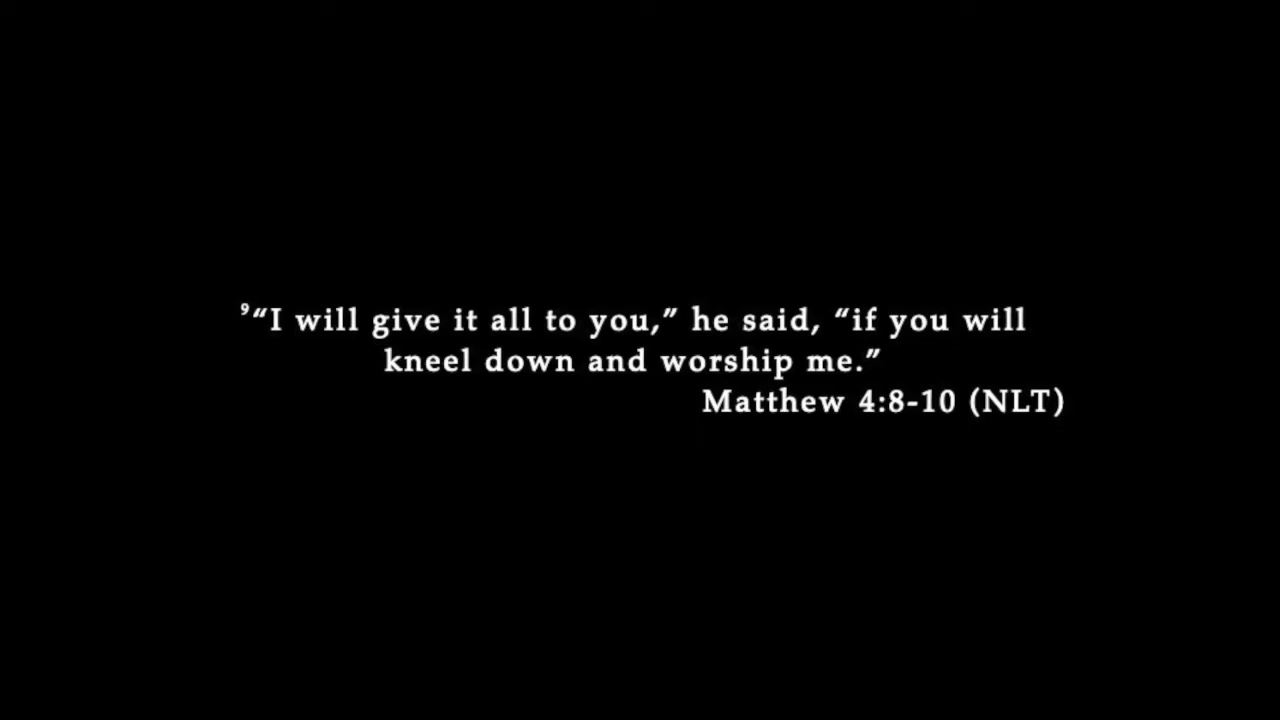 ⁹“I will give it all to you,” he said, “if you will
kneel down and worship me.”
Matthew 4:8-10 (NLT)